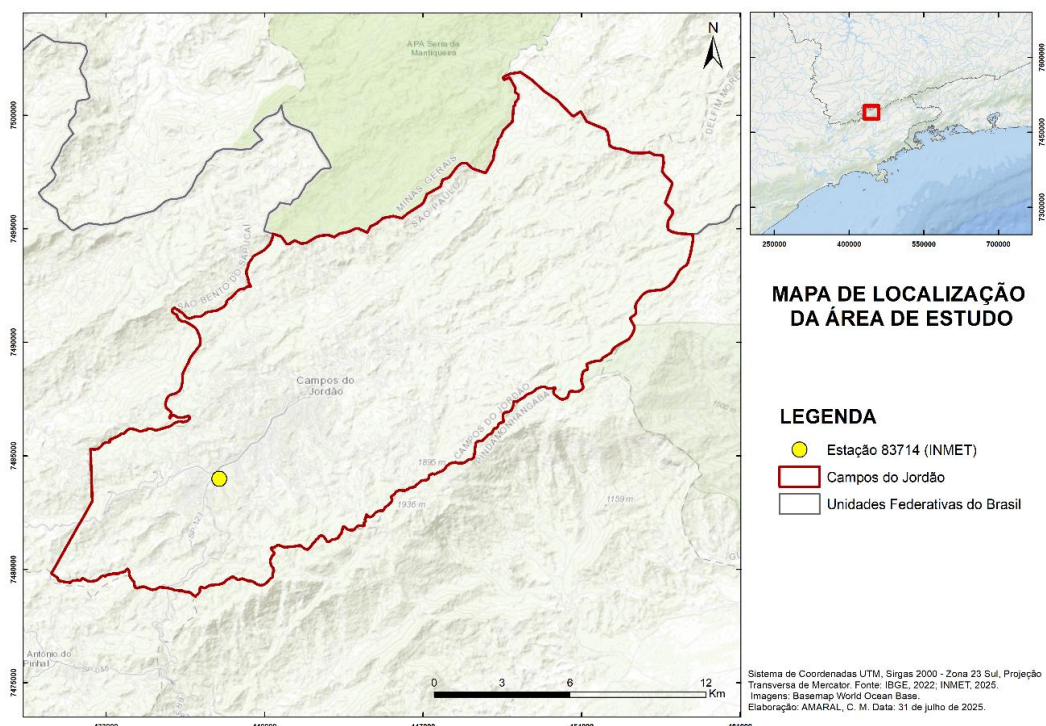 APA Serra da
Mantiqueira
N
DELFIM MORE
MINAS GERAIS
SÃO PAULO
SÃO BENTO DO SAPUCAÍ
Campos do
Jordão
CAMPOS DO JORDÃO
PINDAMONHANGABA
1895 m
1936 m
1159 m
SP-123
Antônio do
Pinhal
7500000
7495000
7490000
7485000
7480000
7475000
0 3 6 12
Km
7600000
7450000
7300000
250000 400000 550000 700000
MAPA DE LOCALIZAÇÃO
DA ÁREA DE ESTUDO
LEGENDA
Estação 83714 (INMET)
Campos do Jordão
Unidades Federativas do Brasil
Sistema de Coordenadas UTM, Sirgas 2000 - Zona 23 Sul, Projeção
Transversa de Mercator. Fonte: IBGE, 2022; INMET, 2025.
Imagens: Basemap World Ocean Base.
Elaboração: AMARAL, C. M. Data: 31 de julho de 2025.